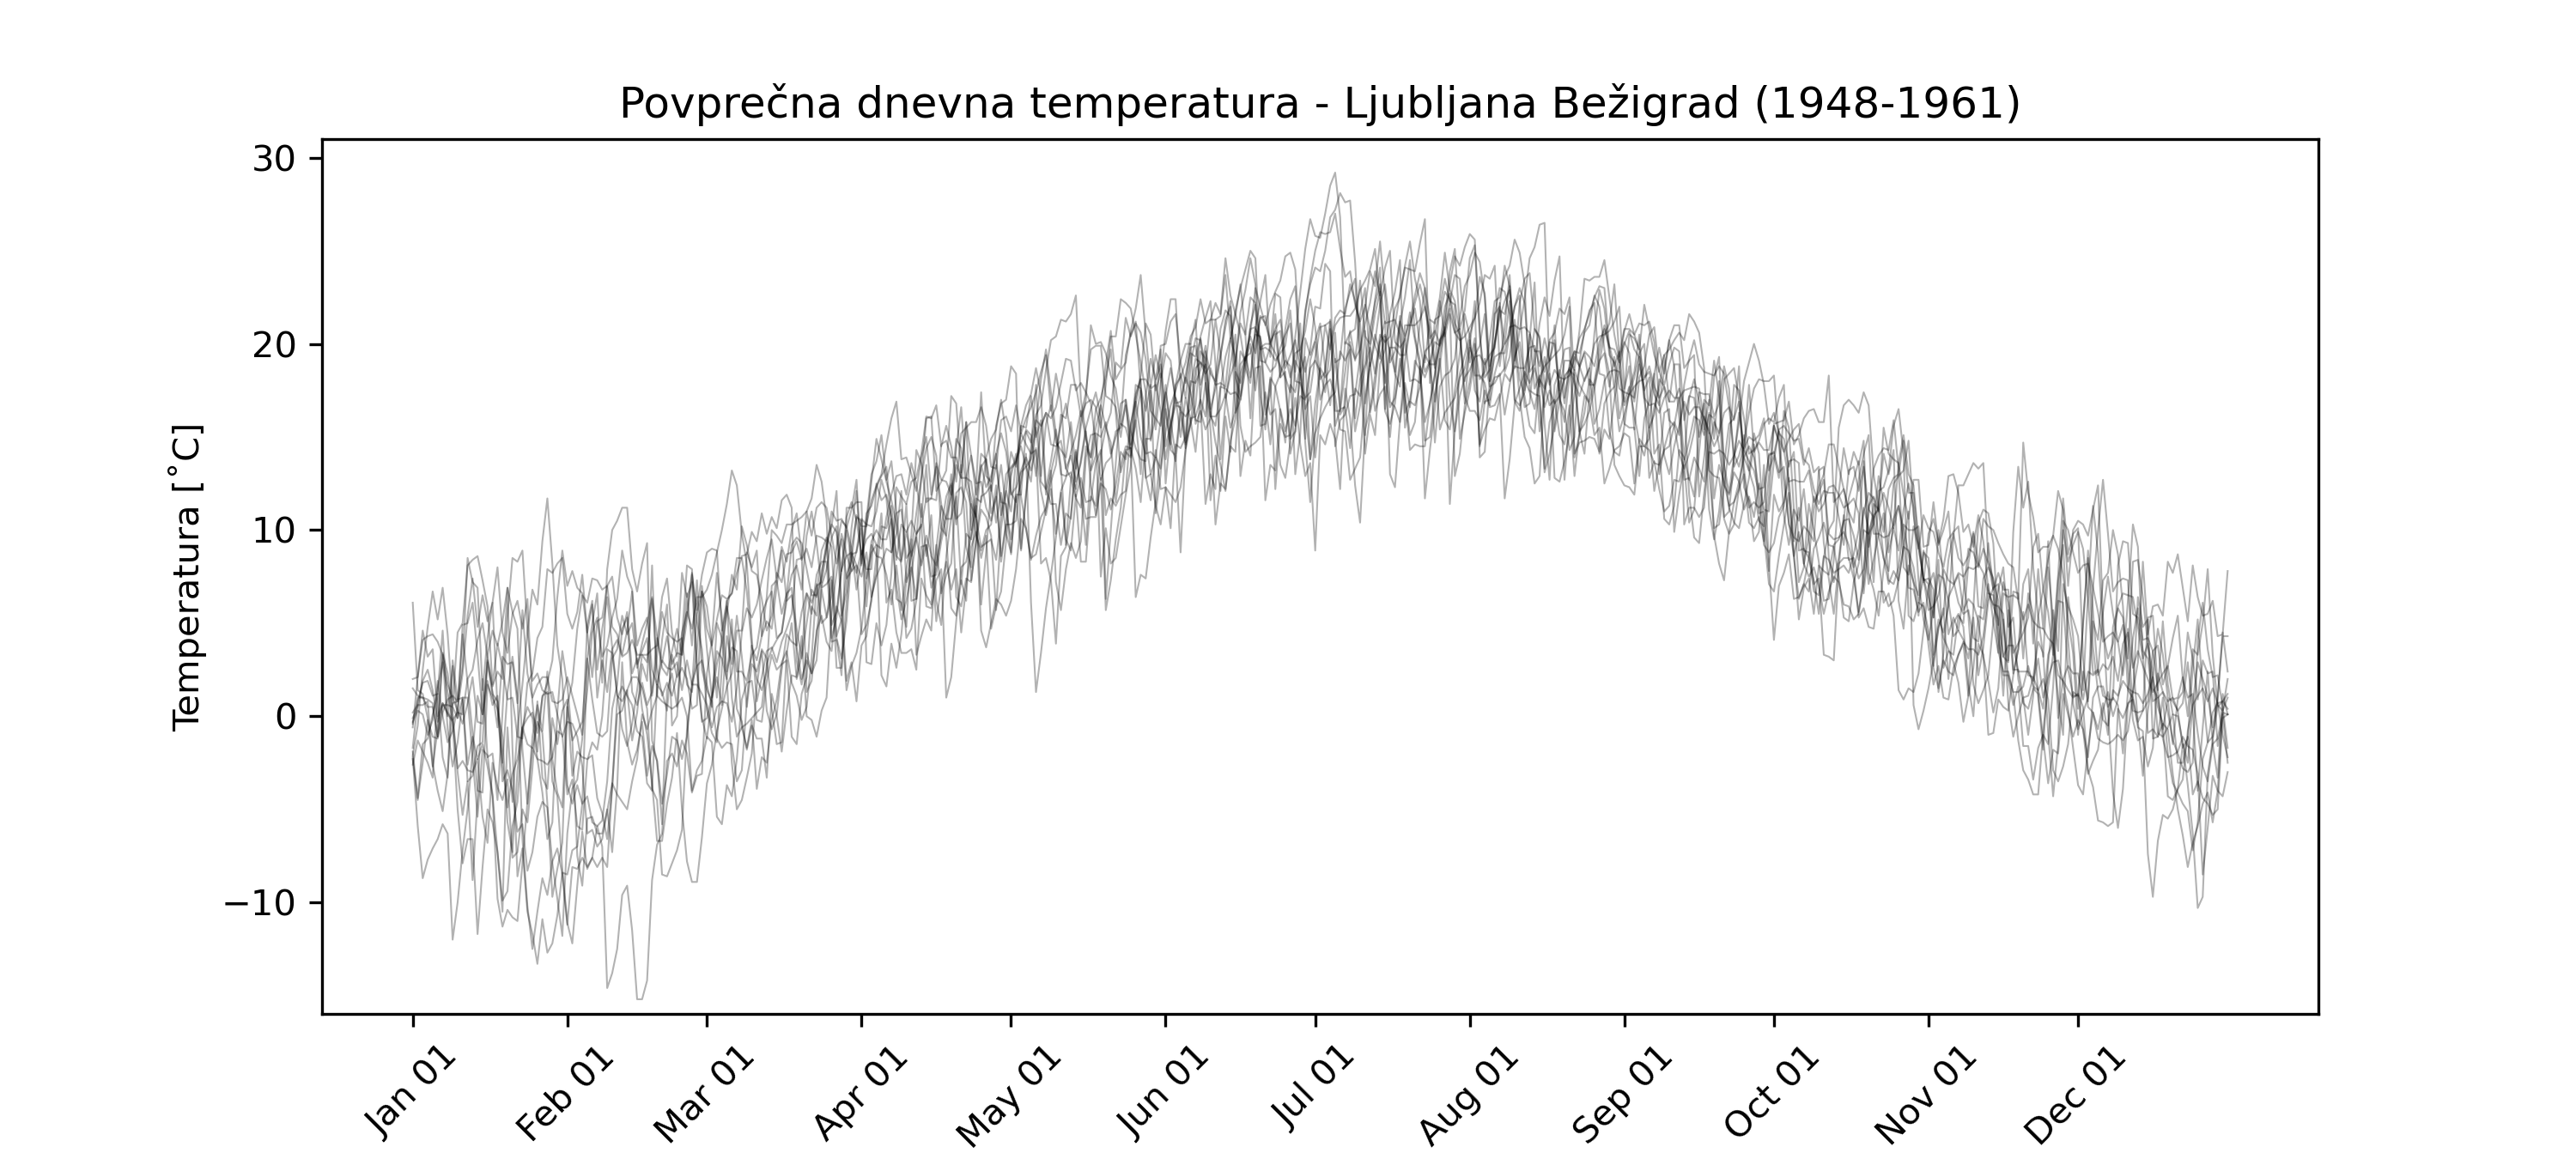 Povprečna dnevna temperatura - Ljubljana Bežigrad (1948-1961)
30
20
10
0
−10
Temperatura [˚C]
Jan 01
Feb 01
Mar 01
Apr 01
May 01
Jun 01
Jul 01
Aug 01
Sep 01
Oct 01
Nov 01
Dec 01